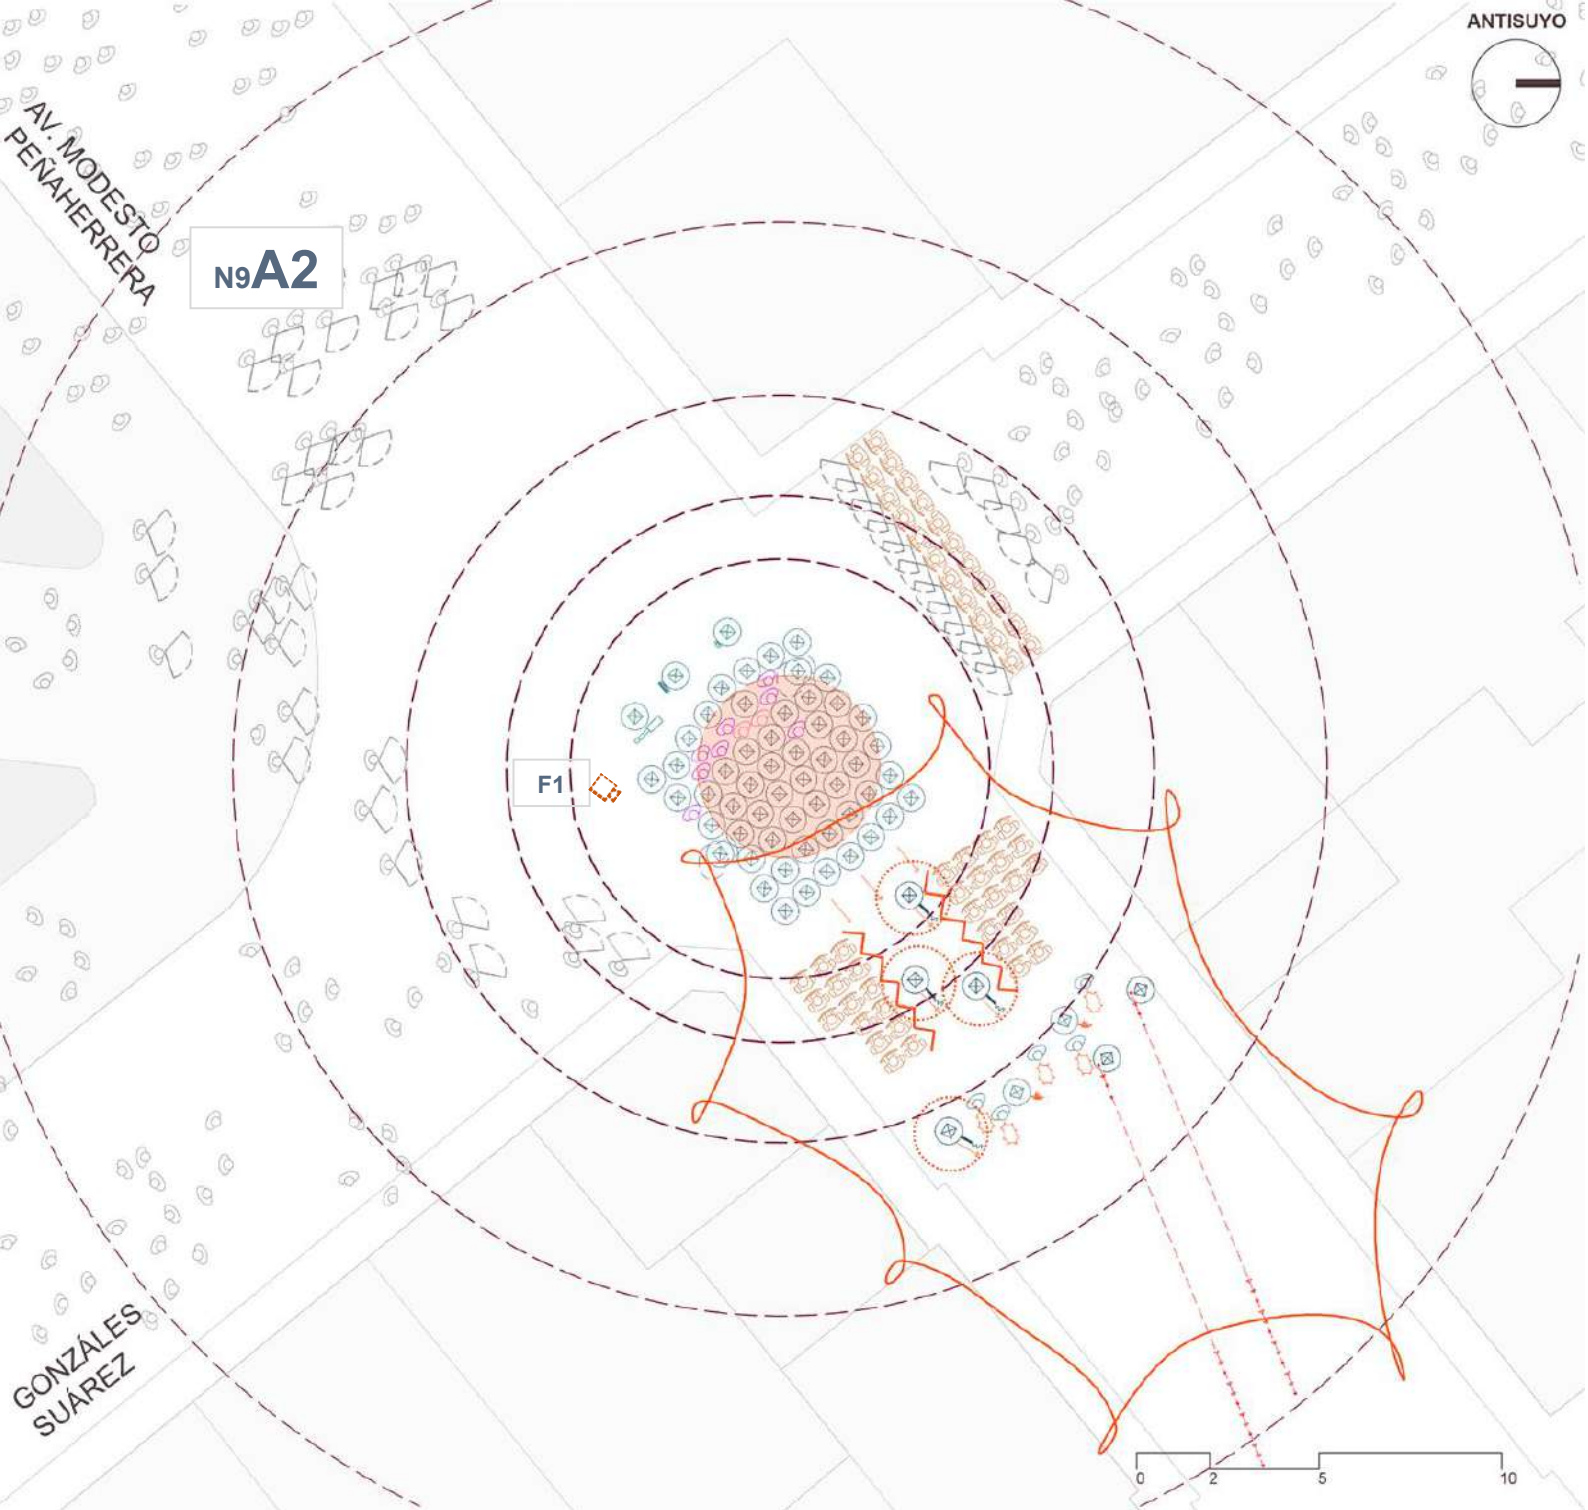 ANTISUYO
AV. MODESTO
PEÑAHERRERA
N9A2
F1
GONZÁLES
SUÁREZ
0 2 5 10